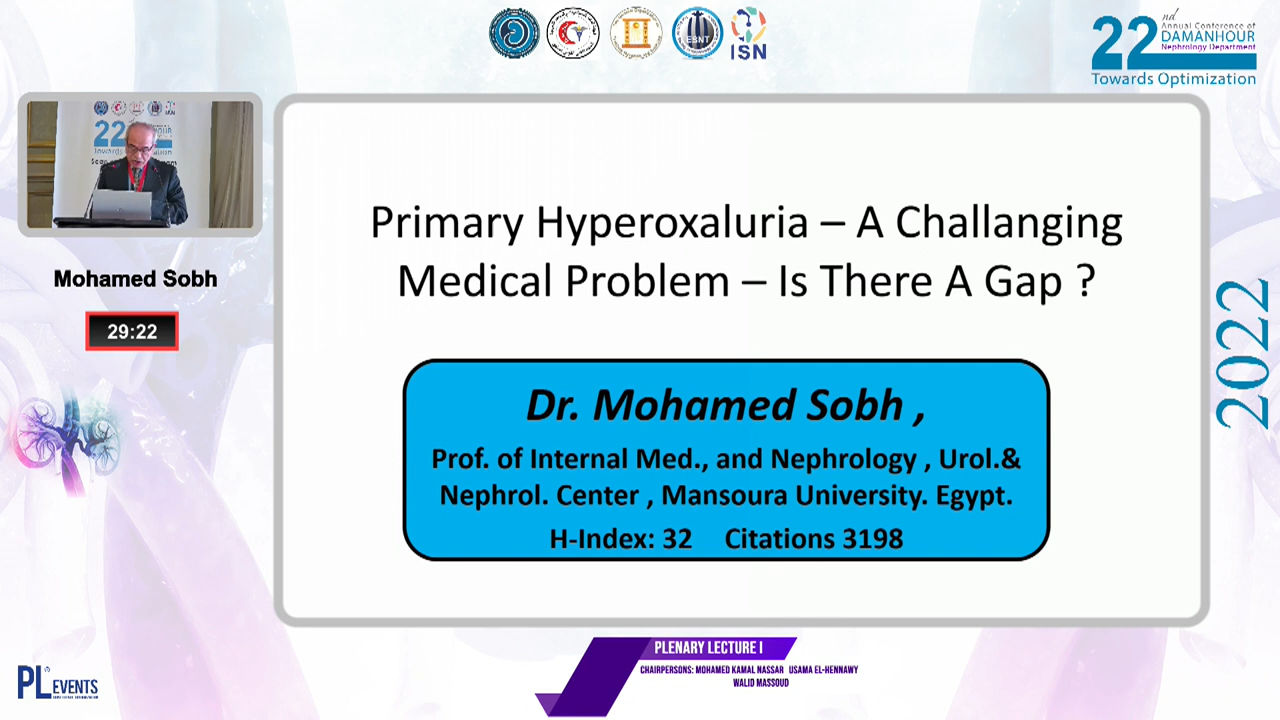 ESNT
ISN
22nd
Annual Conference of
DAMANHOUR
Nephrology Department
Towards Optimization
22
Mohamed Sobh
29:22
Primary Hyperoxaluria – A Challanging
Medical Problem – Is There A Gap ?
Dr. Mohamed Sobh ,
Prof. of Internal Med., and Nephrology , Urol.&
Nephrol. Center , Mansoura University. Egypt.
H-Index: 32 Citations 3198
2022
PLENARY LECTURE I
CHAIRPERSONS: MOHAMED KAMAL NASSAR USAMA EL-HENNAWY
WALID MASSOUD
PL EVENTS